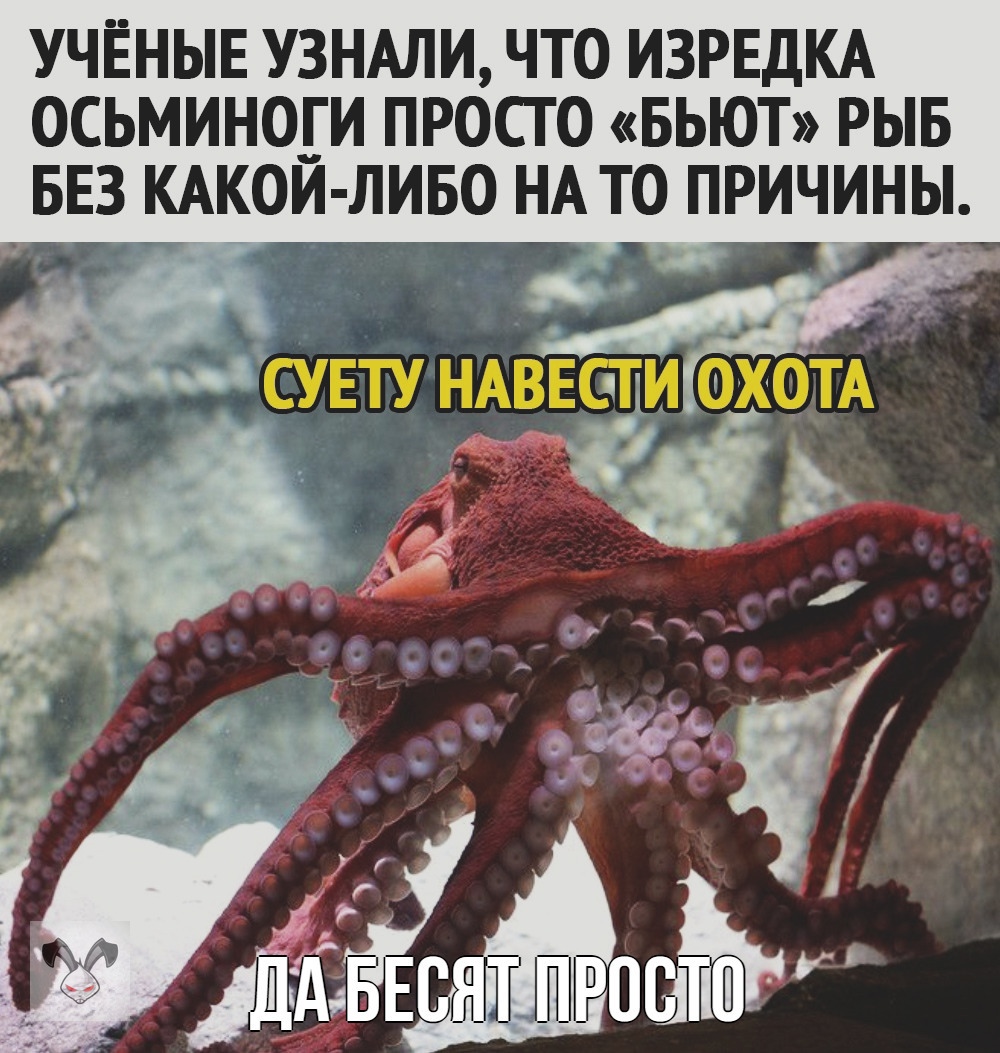 УЧЁНЫЕ УЗНАЛИ, ЧТО ИЗРЕДКА
ОСЬМИНОГИ ПРОСТО «БЬЮТ» РЫБ
БЕЗ КАКОЙ-ЛИБО НА ТО ПРИЧИНЫ.
СУЕТУ НАВЕСТИ ОХОТА
ДА БЕСЯТ ПРОСТО